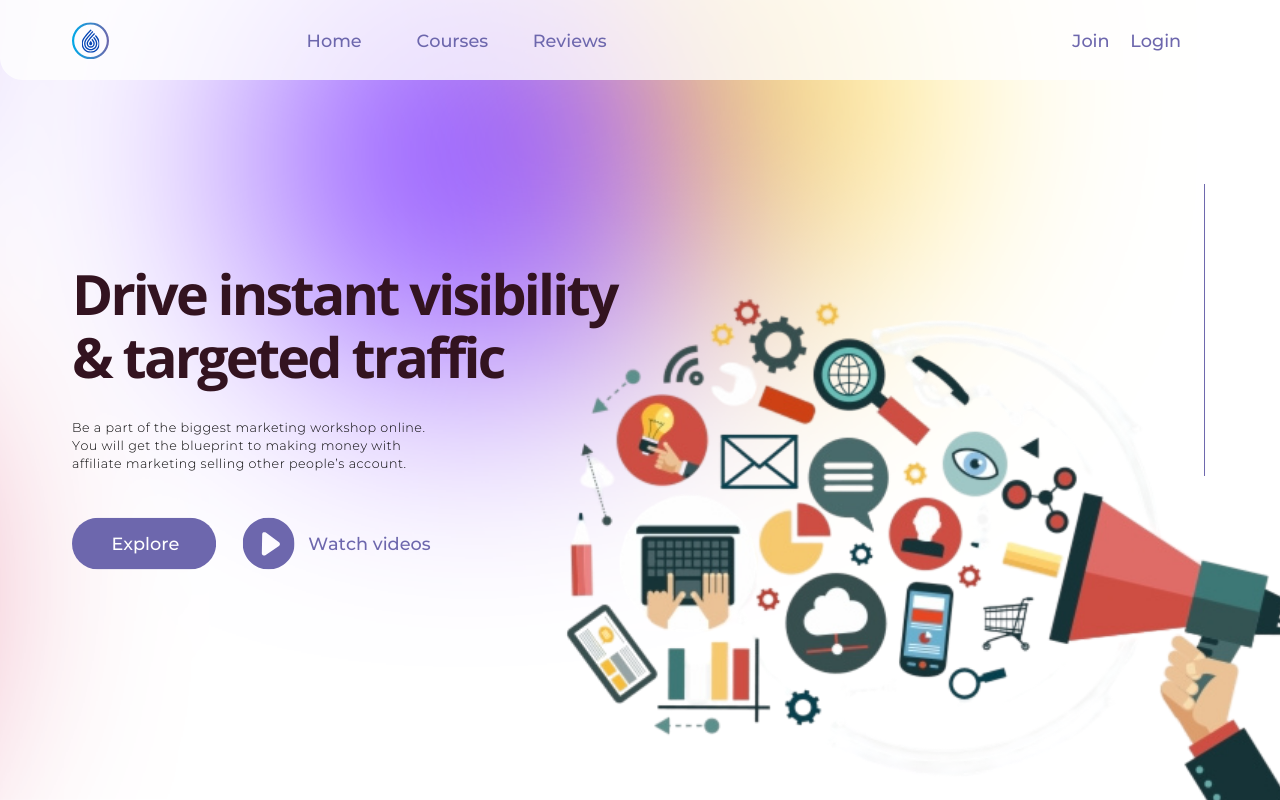 Home Courses Reviews Join Login
Drive instant visibility
& targeted traffic
Be a part of the biggest marketing workshop online.
You will get the blueprint to making money with
affiliate marketing selling other people's account.
Explore Watch videos